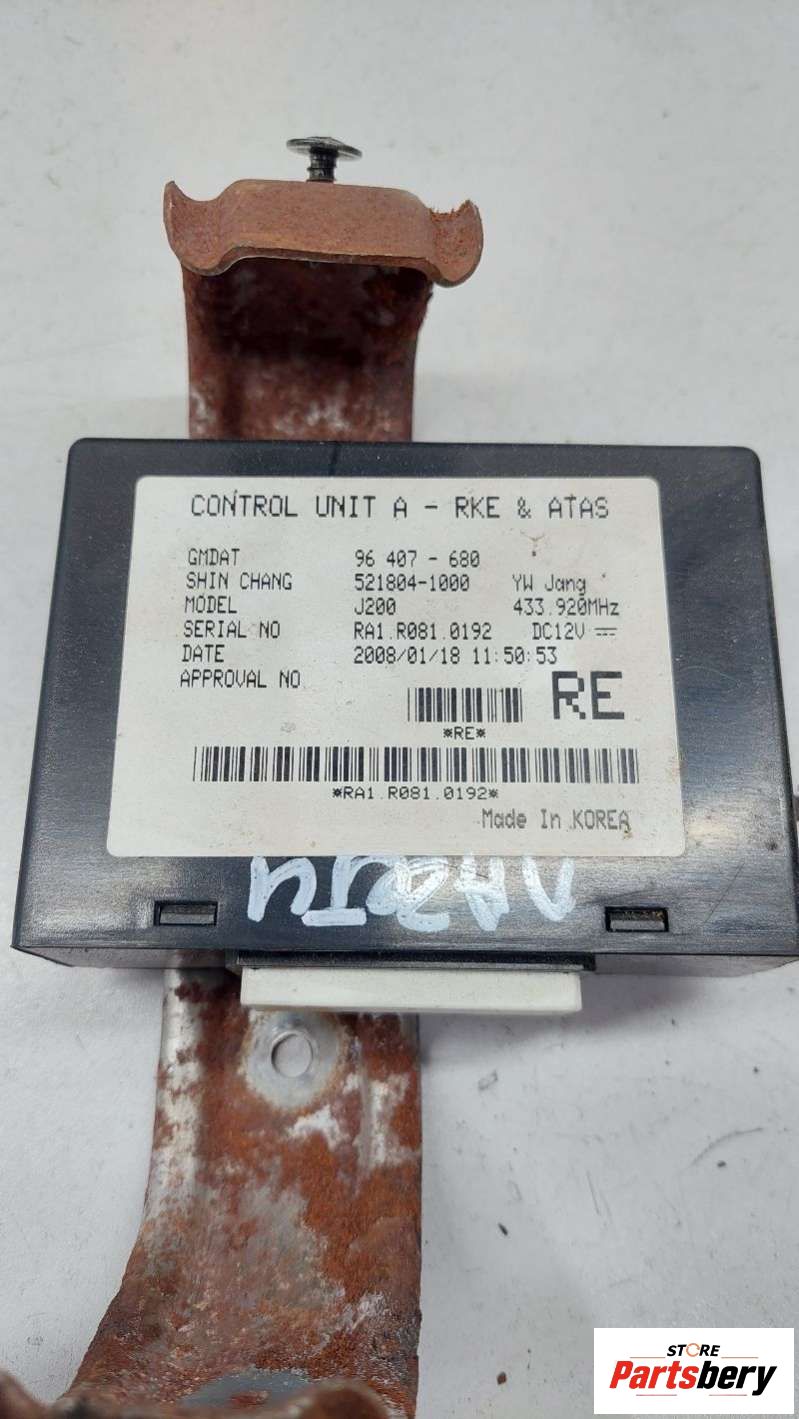 CONTROL UNIT A - RKE & ATAS
GMDAT 96 407 - 680
SHIN CHANG 521804-1000 YW Jang
MODEL J200 433.920MHz
SERIAL NO RA1.R081.0192 DC12V
DATE 2008/01/18 11:50:53
APPROVAL NO
RE
*RE*
*RA1.R081.0192*
Made In KOREA
STORE
Partsbery